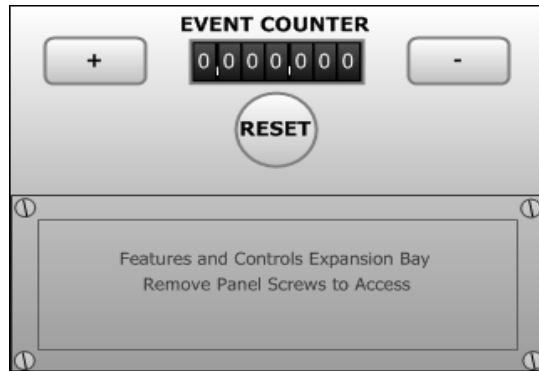 EVENT COUNTER
+
0,000,000
-
RESET
Features and Controls Expansion Bay
Remove Panel Screws to Access